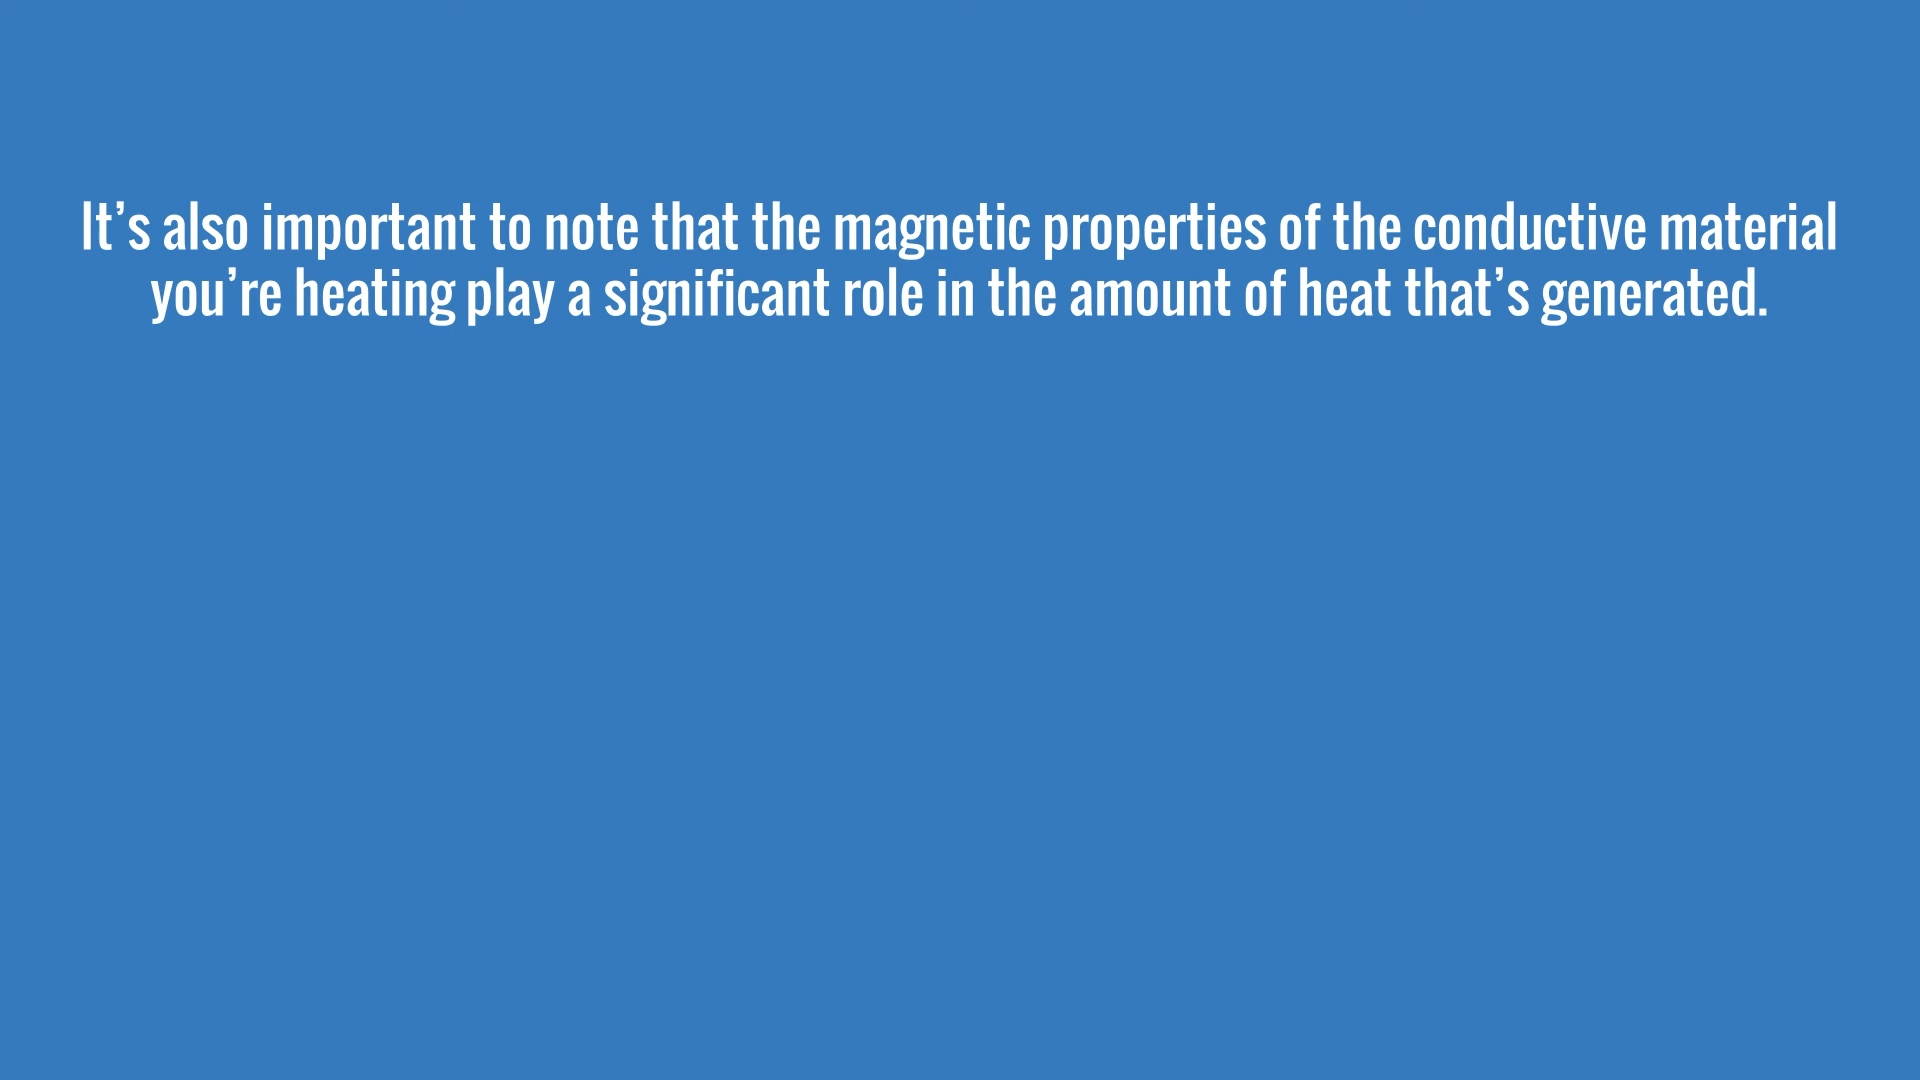 It’s also important to note that the magnetic properties of the conductive material
you’re heating play a significant role in the amount of heat that’s generated.